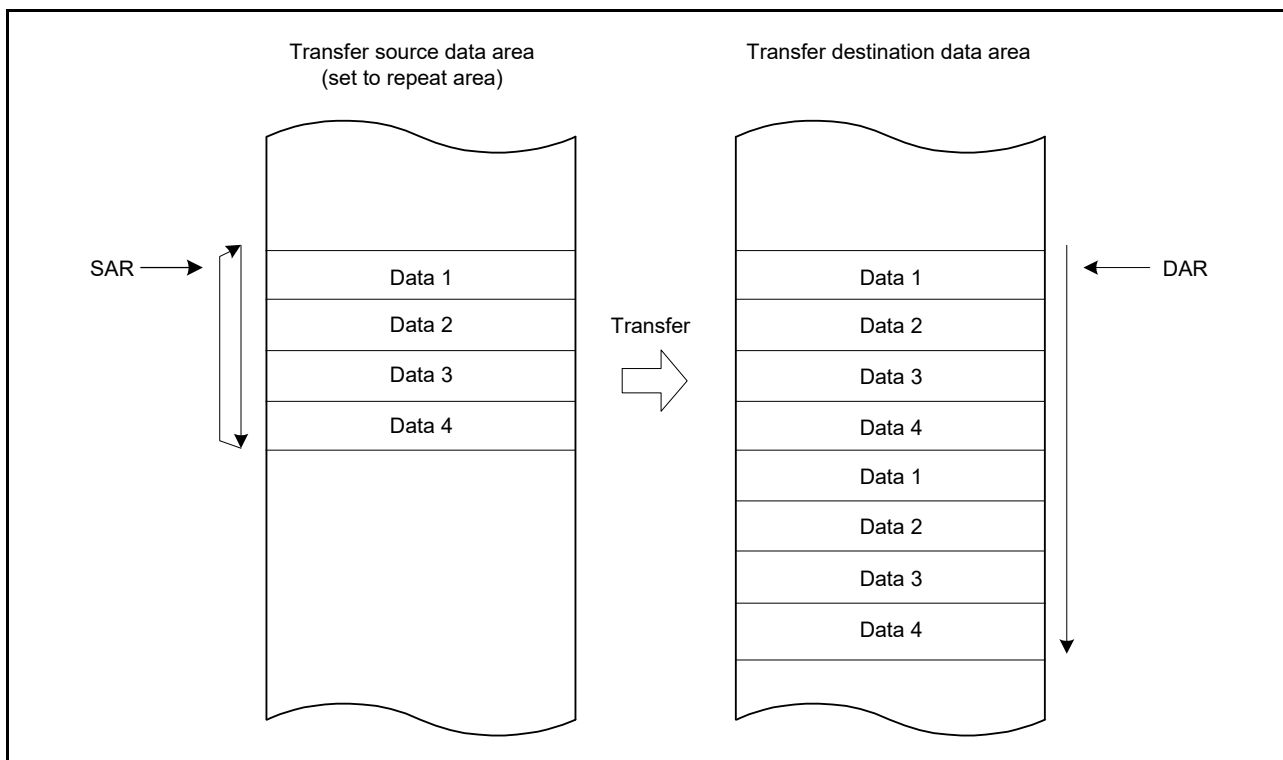 Transfer source data area
(set to repeat area)
Transfer destination data area
SAR
Data 1
Data 2
Data 3
Data 4
Transfer
Data 1
Data 2
Data 3
Data 4
Data 1
Data 2
Data 3
Data 4
DAR